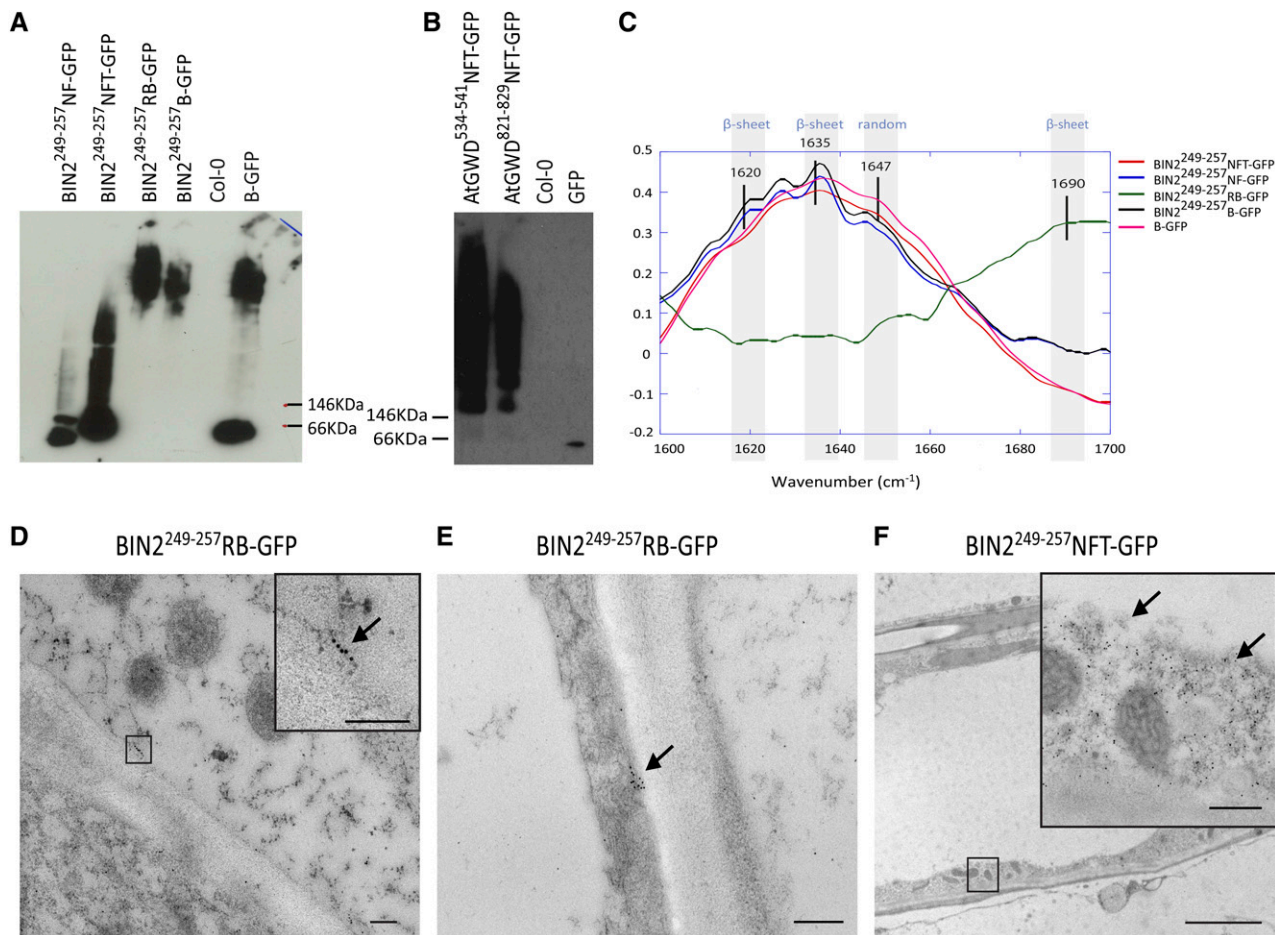 A
BIN2²⁴⁹⁻²⁵⁷NF-GFP
BIN2²⁴⁹⁻²⁵⁷NFT-GFP
BIN2²⁴⁹⁻²⁵⁷RB-GFP
BIN2²⁴⁹⁻²⁵⁷B-GFP
Col-0
B-GFP
146KDa
66KDa
B
AtGWD⁵³⁴⁻⁵⁴¹NFT-GFP
AtGWD⁸²¹⁻⁸²⁹NFT-GFP
Col-0
GFP
146KDa
66KDa
C
β-sheet
β-sheet
random
β-sheet
1620
1635
1647
1690
0.5
0.4
0.3
0.2
0.1
0
-0.1
-0.2
1600
1620
1640
1660
1680
1700
Wavenumber (cm⁻¹)
BIN2²⁴⁹⁻²⁵⁷NFT-GFP
BIN2²⁴⁹⁻²⁵⁷NF-GFP
BIN2²⁴⁹⁻²⁵⁷RB-GFP
BIN2²⁴⁹⁻²⁵⁷B-GFP
B-GFP
D
BIN2²⁴⁹⁻²⁵⁷RB-GFP
E
BIN2²⁴⁹⁻²⁵⁷RB-GFP
F
BIN2²⁴⁹⁻²⁵⁷NFT-GFP